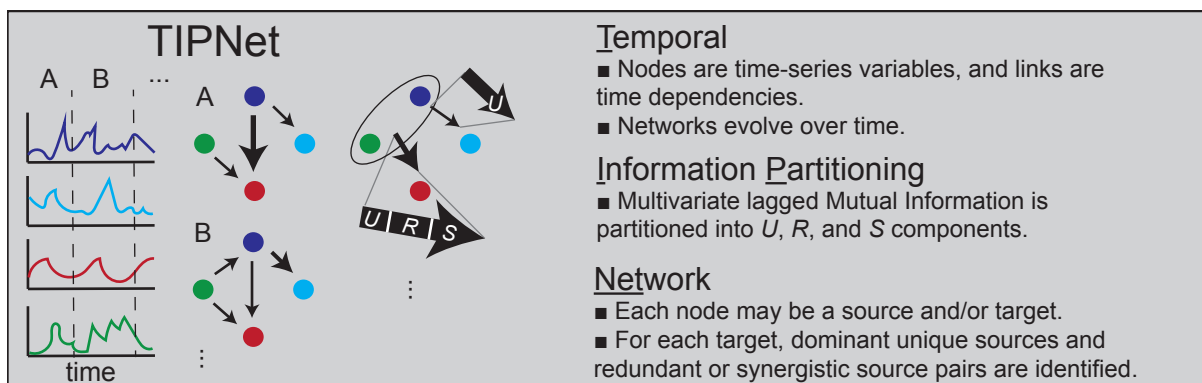 TIPNet
A B ...
A
B
time
U
U R S
Temporal
■ Nodes are time-series variables, and links are
time dependencies.
■ Networks evolve over time.
Information Partitioning
■ Multivariate lagged Mutual Information is
partitioned into U, R, and S components.
Network
■ Each node may be a source and/or target.
■ For each target, dominant unique sources and
redundant or synergistic source pairs are identified.